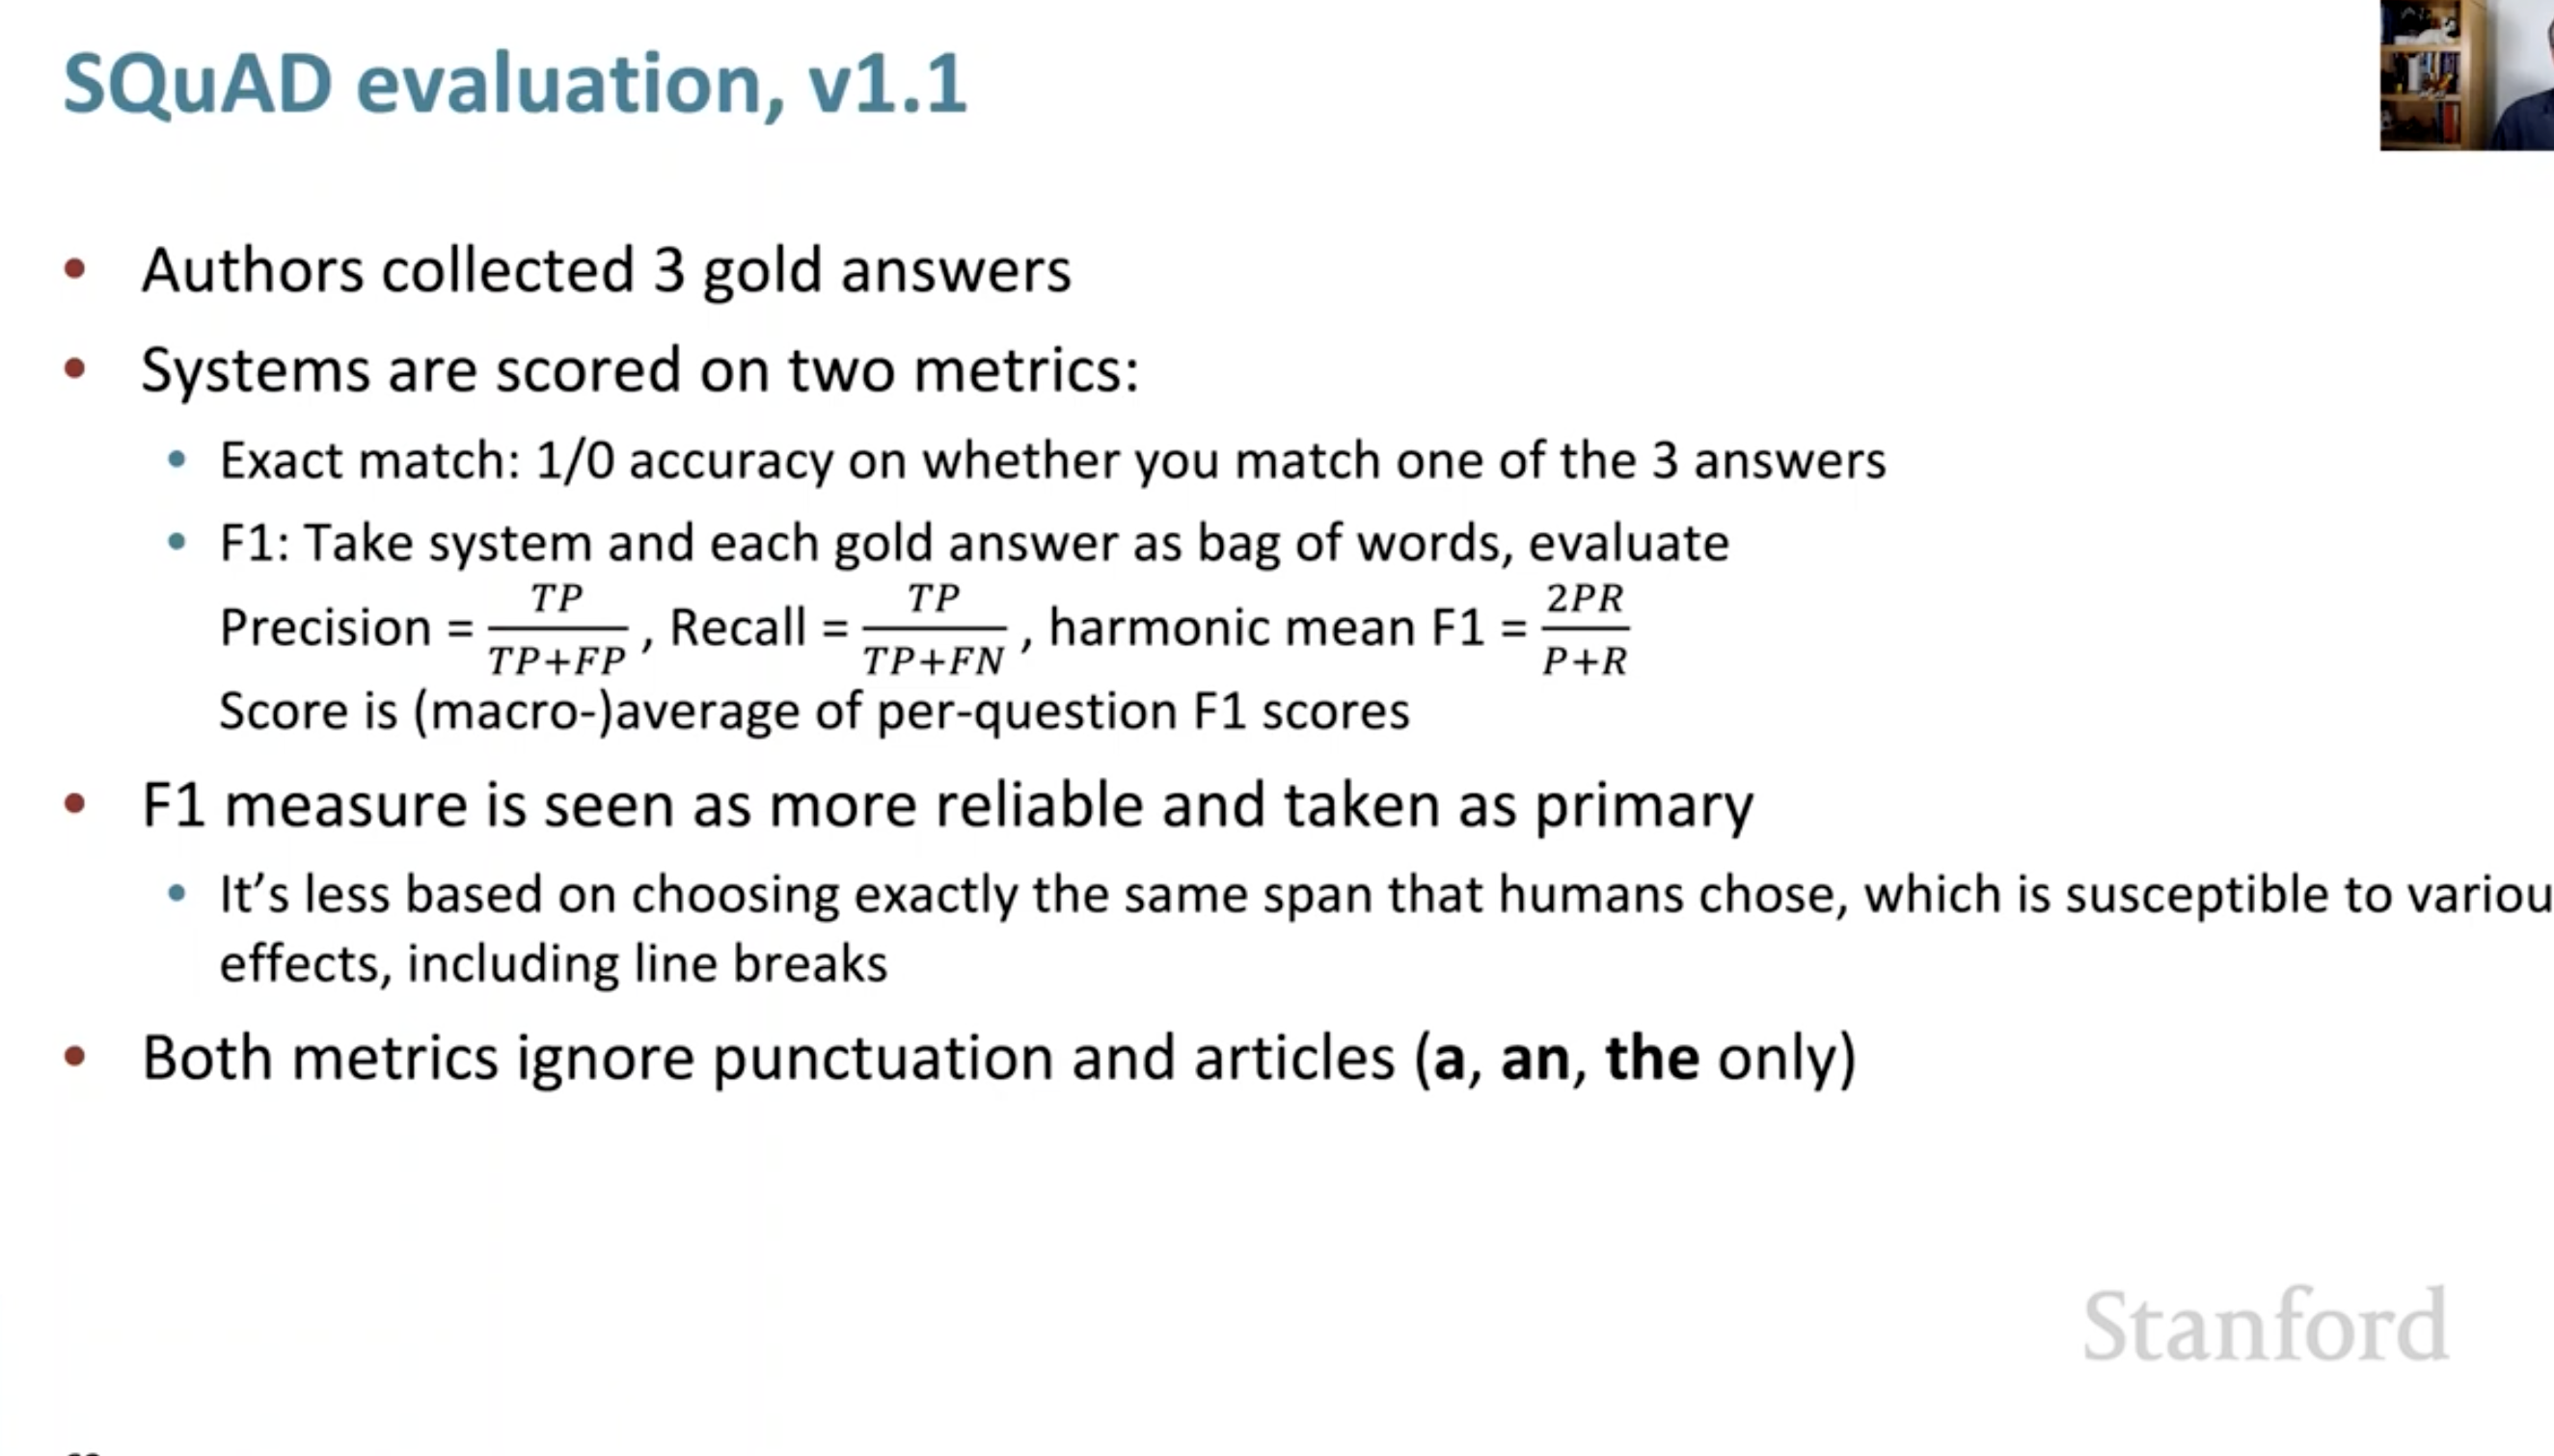 SQuAD evaluation, v1.1
• Authors collected 3 gold answers
• Systems are scored on two metrics:
• Exact match: 1/0 accuracy on whether you match one of the 3 answers
• F1: Take system and each gold answer as bag of words, evaluate
Precision = TP/(TP+FP), Recall = TP/(TP+FN), harmonic mean F1 = 2PR/(P+R)
Score is (macro-)average of per-question F1 scores
• F1 measure is seen as more reliable and taken as primary
• It’s less based on choosing exactly the same span that humans chose, which is susceptible to variou
effects, including line breaks
• Both metrics ignore punctuation and articles (a, an, the only)
Stanford